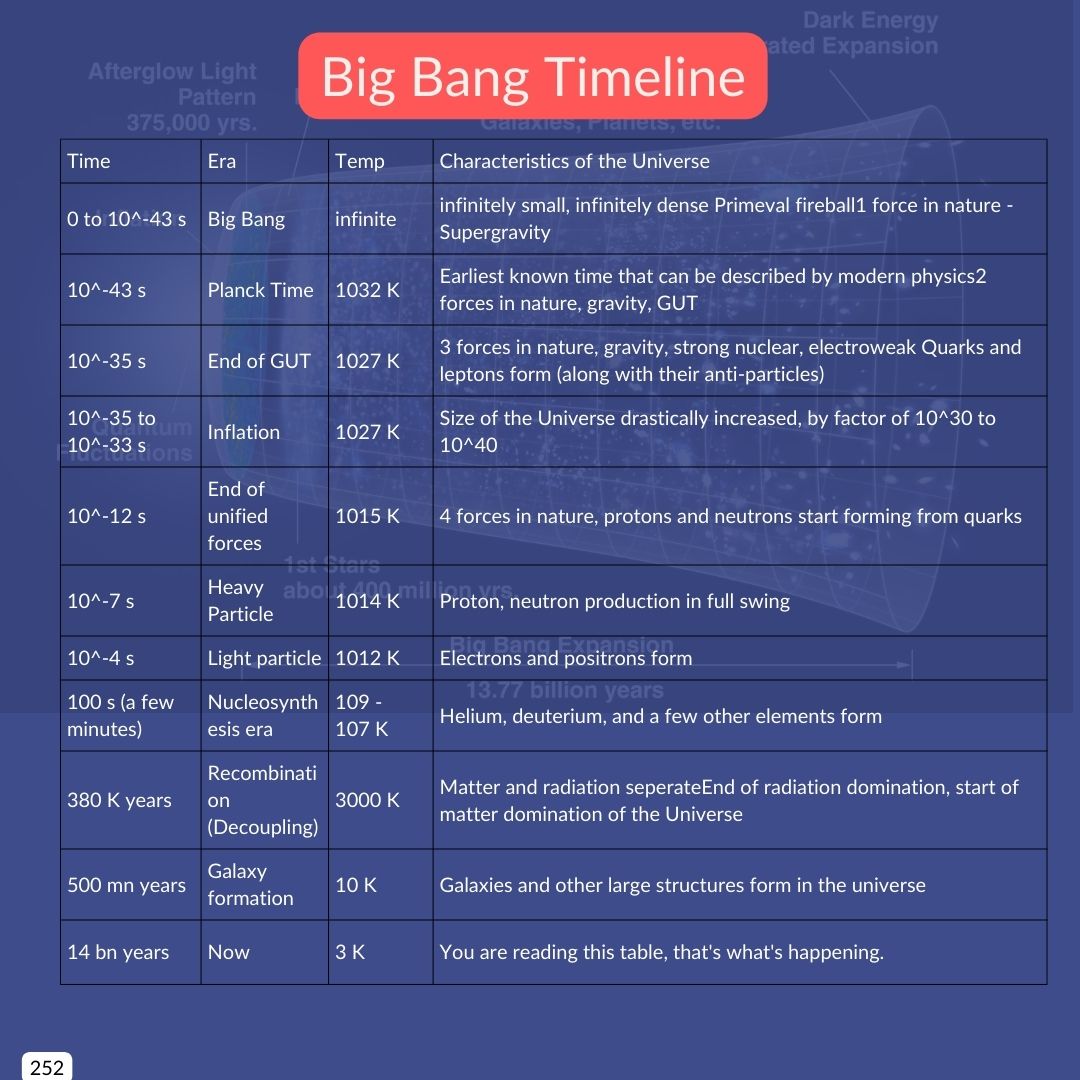 Dark Energy
ated Expansion
Afterglow Light
Pattern
375,000 yrs.
Big Bang Timeline
Galaxies, Planets, etc.
Time Era Temp Characteristics of the Universe
0 to 10^-43 s Big Bang infinite infinitely small, infinitely dense Primeval fireball1 force in nature -
Supergravity
10^-43 s Planck Time 1032 K Earliest known time that can be described by modern physics2
forces in nature, gravity, GUT
10^-35 s End of GUT 1027 K 3 forces in nature, gravity, strong nuclear, electroweak Quarks and
leptons form (along with their anti-particles)
10^-35 to
10^-33 s Inflation 1027 K Size of the Universe drastically increased, by factor of 10^30 to
10^40
Quantum
Fluctuations
10^-12 s End of
unified
forces 1015 K 4 forces in nature, protons and neutrons start forming from quarks
1st Stars
about 400 million yrs.
10^-7 s Heavy
Particle 1014 K Proton, neutron production in full swing
Big Bang Expansion
10^-4 s Light particle 1012 K Electrons and positrons form
13.77 billion years
100 s (a few
minutes) Nucleosynth
esis era 109 -
107 K Helium, deuterium, and a few other elements form
380 K years Recombinati
on
(Decoupling) 3000 K Matter and radiation seperateEnd of radiation domination, start of
matter domination of the Universe
500 mn years Galaxy
formation 10 K Galaxies and other large structures form in the universe
14 bn years Now 3 K You are reading this table, that's what's happening.
252